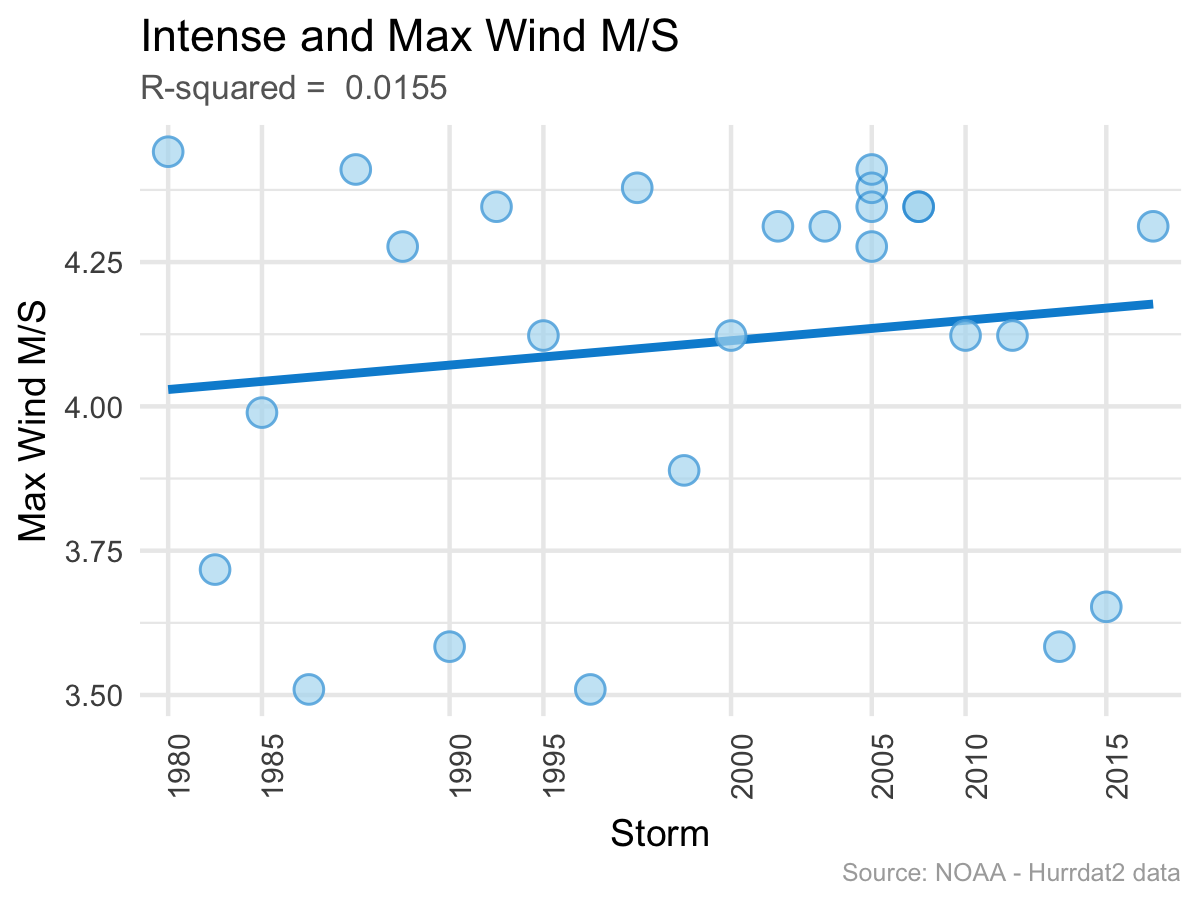 Intense and Max Wind M/S
R-squared =  0.0155
Max Wind M/S
4.25
4.00
3.75
3.50
1980
1985
1990
1995
2000
2005
2010
2015
Storm
Source: NOAA - Hurrdat2 data